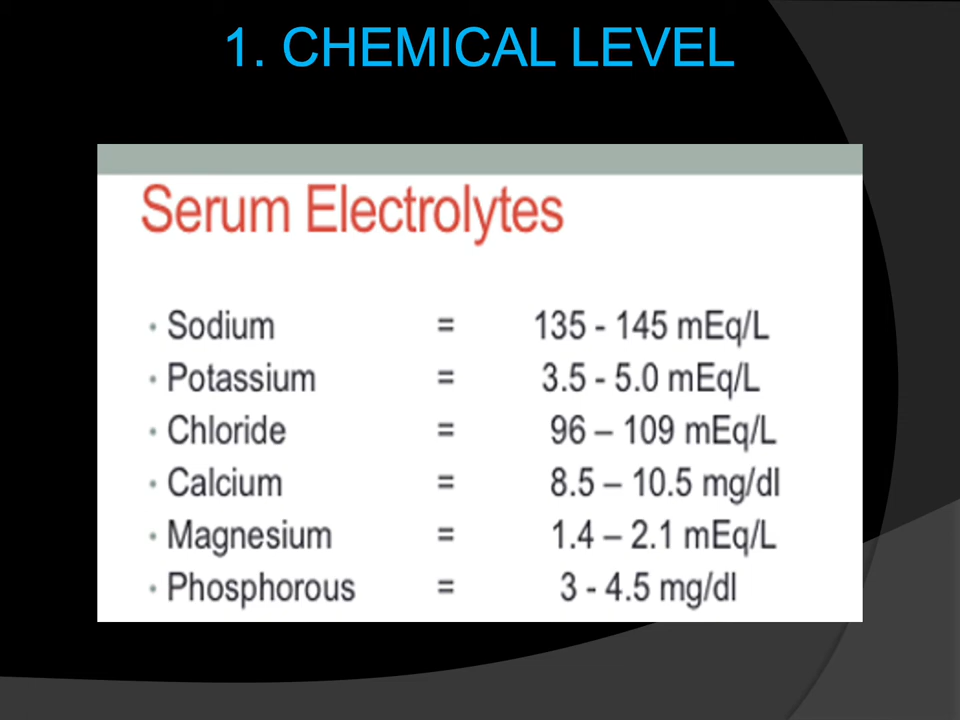 1. CHEMICAL LEVEL
Serum Electrolytes
• Sodium = 135 - 145 mEq/L
• Potassium = 3.5 - 5.0 mEq/L
• Chloride = 96 – 109 mEq/L
• Calcium = 8.5 – 10.5 mg/dl
• Magnesium = 1.4 – 2.1 mEq/L
• Phosphorous = 3 - 4.5 mg/dl